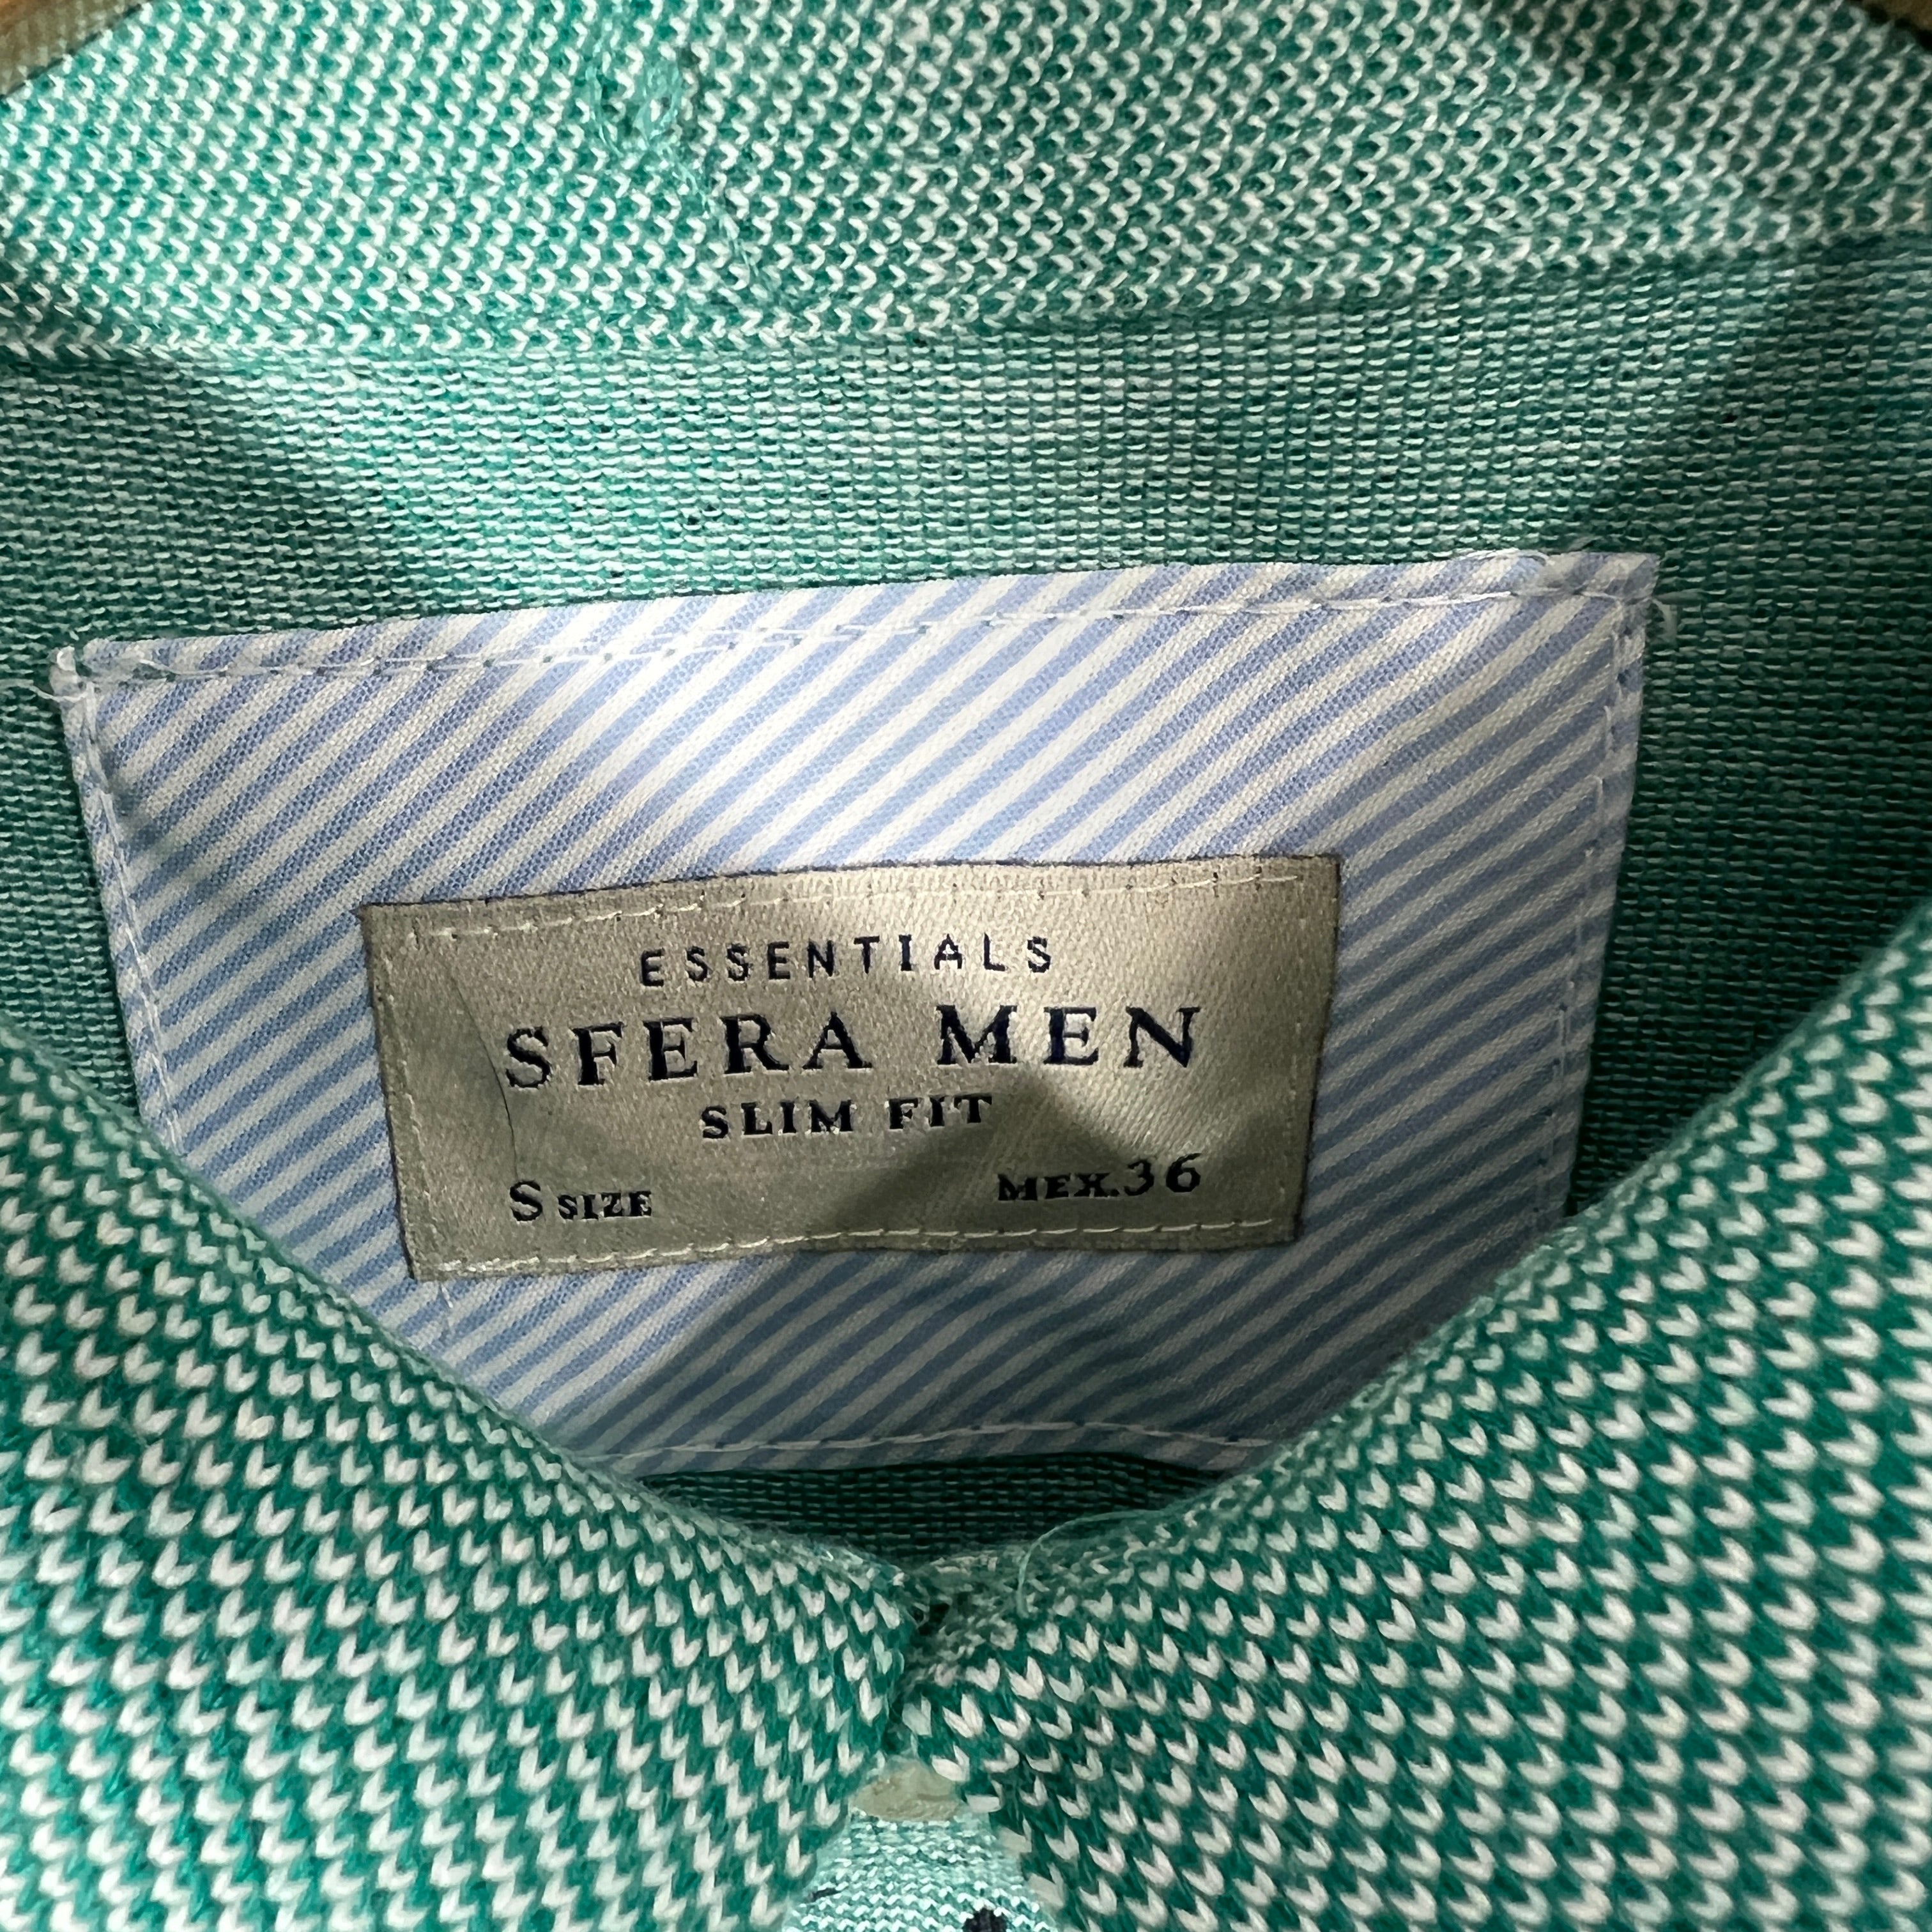 ESSENTIALS
SFERA MEN
SLIM FIT
S SIZE MEX.36